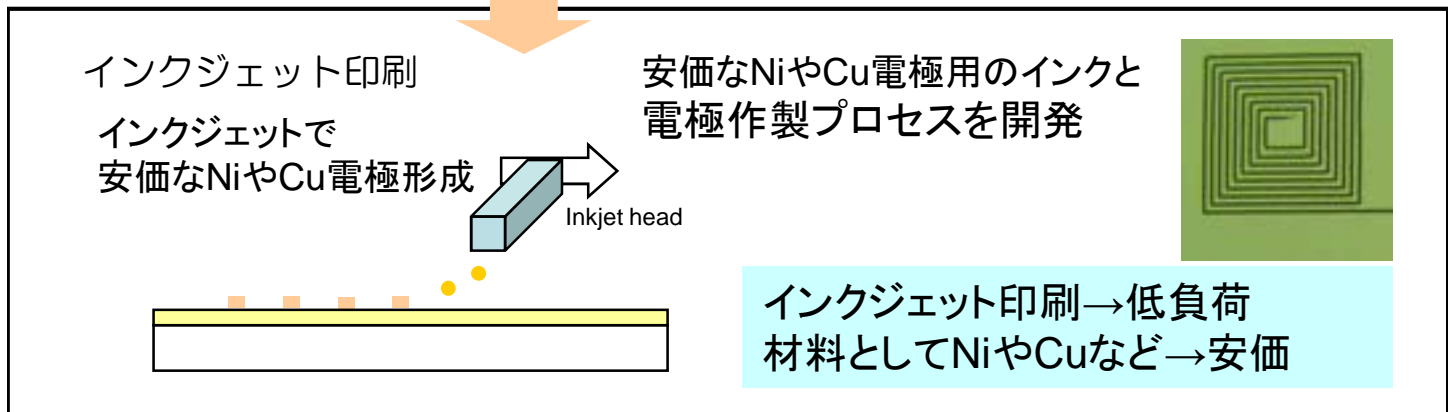 インクジェット印刷
インクジェットで
安価なNiやCu電極形成
Inkjet head
安価なNiやCu電極用のインクと
電極作製プロセスを開発
インクジェット印刷→低負荷
材料としてNiやCuなど→安価